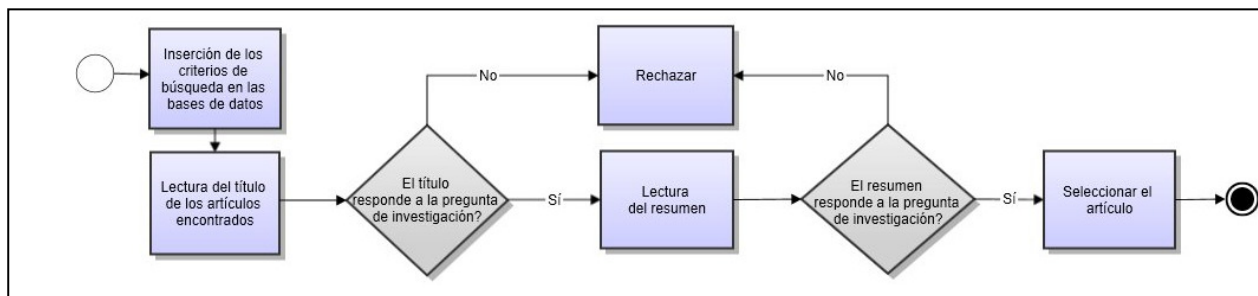 Inserción de los
criterios de
búsqueda en las
bases de datos
Lectura del título
de los artículos
encontrados
El título
responde a la pregunta
de investigación?
No
Rechazar
No
Sí
Lectura
del resumen
El resumen
responde a la pregunta
de investigación?
Sí
Seleccionar el
artículo